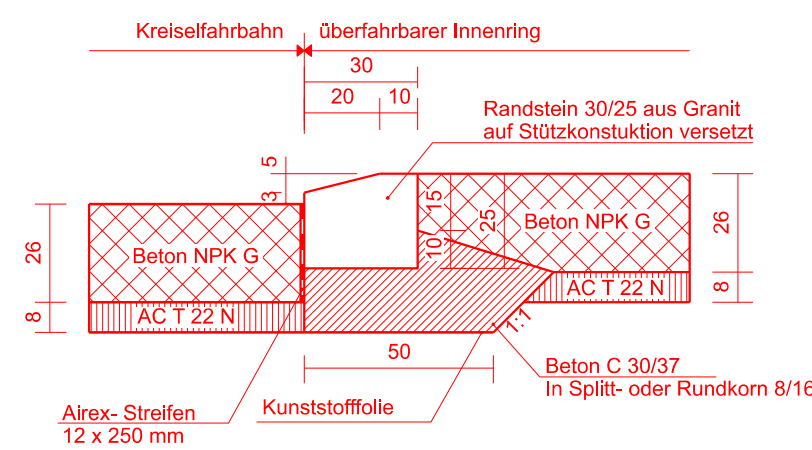 Kreiselfahrbahn
überfahrbarer Innenring
30
20
10
Randstein 30/25 aus Granit
auf Stützkonstuktion versetzt
5
3
15
25
10
26
Beton NPK G
Beton NPK G
26
8
AC T 22 N
AC T 22 N
8
1:1
50
Beton C 30/37
In Splitt- oder Rundkorn 8/16
Airex- Streifen
12 x 250 mm
Kunststofffolie